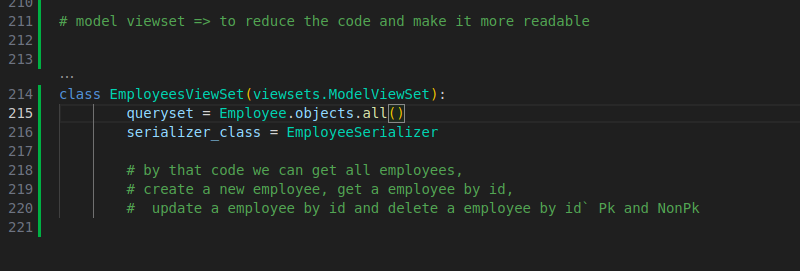 210
211 # model viewset => to reduce the code and make it more readable
212
213
...
214 class EmployeesViewSet(viewsets.ModelViewSet):
215 queryset = Employee.objects.all()
216 serializer_class = EmployeeSerializer
217
218 # by that code we can get all employees,
219 # create a new employee, get a employee by id,
220 #  update a employee by id and delete a employee by id` Pk and NonPk
221